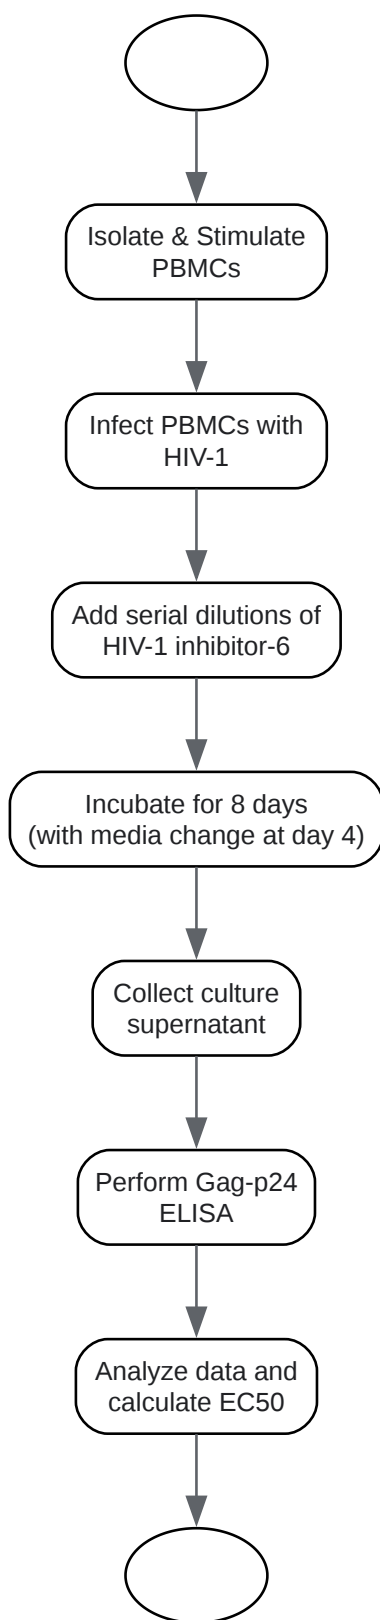 Isolate & Stimulate
PBMCs
Infect PBMCs with
HIV-1
Add serial dilutions of
HIV-1 inhibitor-6
Incubate for 8 days
(with media change at day 4)
Collect culture
supernatant
Perform Gag-p24
ELISA
Analyze data and
calculate EC50